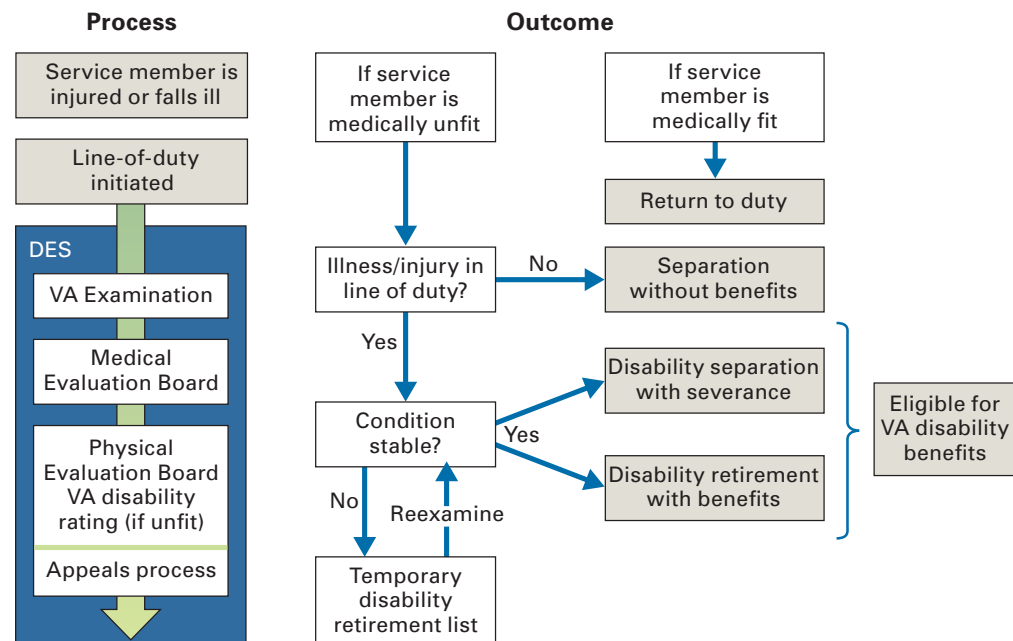 Process
Service member is
injured or falls ill
Line-of-duty
initiated
DES
VA Examination
Medical
Evaluation Board
Physical
Evaluation Board
VA disability
rating (if unfit)
Appeals process
Outcome
If service
member is
medically unfit
If service
member is
medically fit
Return to duty
Illness/injury in
line of duty?
No
Separation
without benefits
Yes
Disability separation
with severance
Condition
stable?
Yes
Disability retirement
with benefits
Eligible for
VA disability
benefits
No
Reexamine
Temporary
disability
retirement list